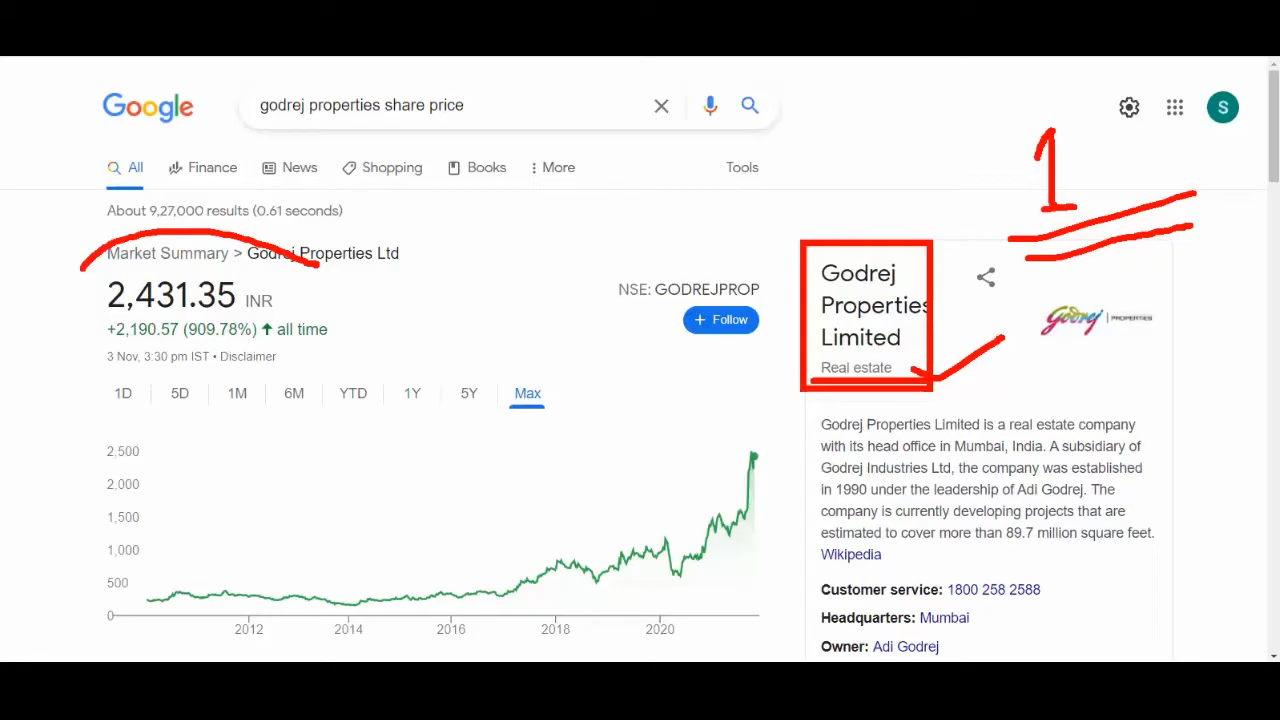 Google
godrej properties share price
S
1
All Finance News Shopping Books More Tools
About 9,27,000 results (0.61 seconds)
Market Summary > Godrej Properties Ltd
2,431.35 INR
+2,190.57 (909.78%) all time
3 Nov, 3:30 pm IST • Disclaimer
NSE: GODREJPROP
+ Follow
1D 5D 1M 6M YTD 1Y 5Y Max
2,500
2,000
1,500
1,000
500
0
2012 2014 2016 2018 2020
Godrej
Properties
Limited
Real estate
Godrej | PROPERTIES
Godrej Properties Limited is a real estate company
with its head office in Mumbai, India. A subsidiary of
Godrej Industries Ltd, the company was established
in 1990 under the leadership of Adi Godrej. The
company is currently developing projects that are
estimated to cover more than 89.7 million square feet.
Wikipedia
Customer service: 1800 258 2588
Headquarters: Mumbai
Owner: Adi Godrej